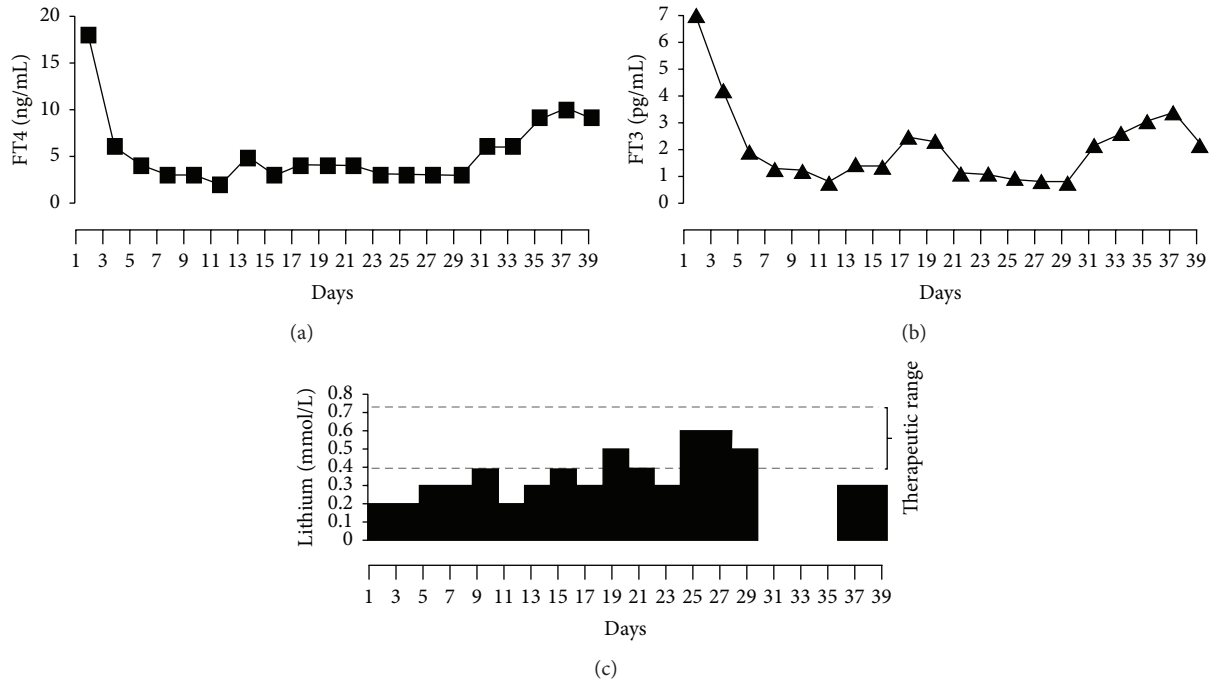 FT4 (ng/mL)
20
15
10
5
0
1 3 5 7 9 11 13 15 17 19 21 23 25 27 29 31 33 35 37 39
Days
(a)
FT3 (pg/mL)
7
6
5
4
3
2
1
0
1 3 5 7 9 11 13 15 17 19 21 23 25 27 29 31 33 35 37 39
Days
(b)
Lithium (mmol/L)
0.8
0.7
0.6
0.5
0.4
0.3
0.2
0.1
0
Therapeutic range
1 3 5 7 9 11 13 15 17 19 21 23 25 27 29 31 33 35 37 39
Days
(c)